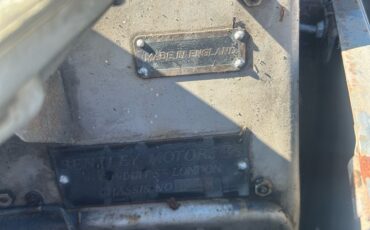 MADE IN ENGLAND
BENTLEY MOTORS
LONDON
CHASSIS NO